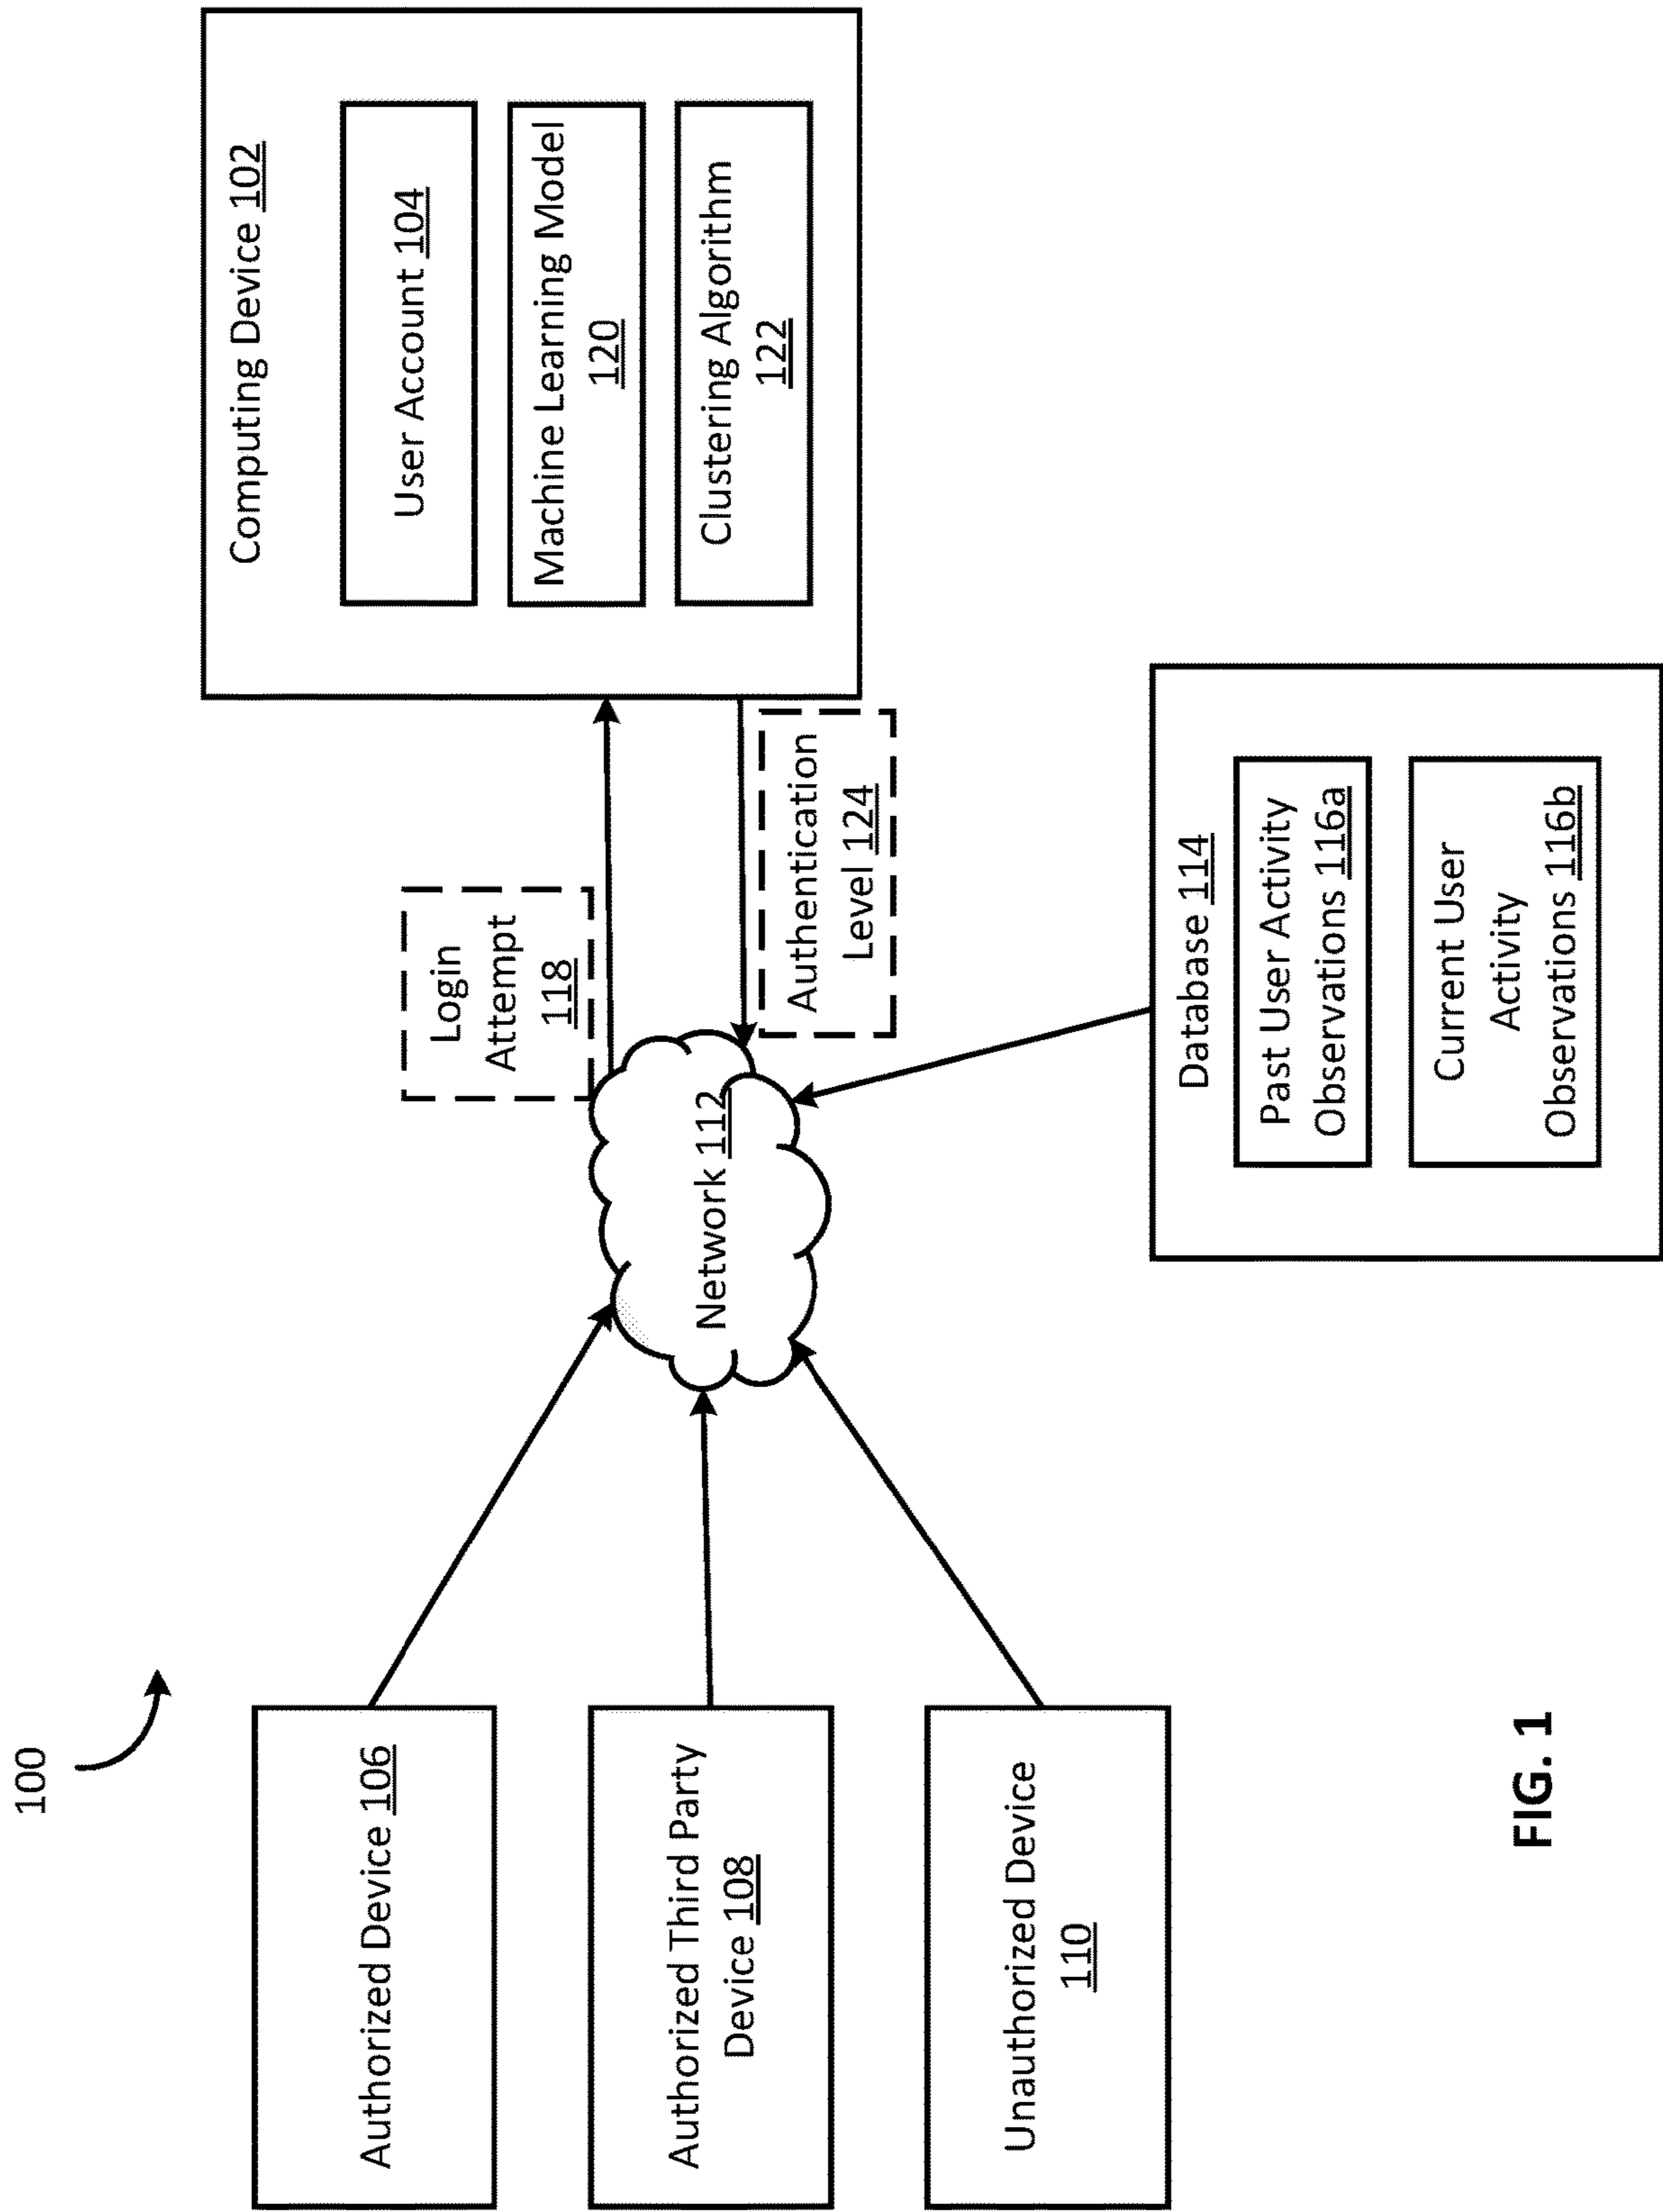 100
Authorized Device 106
Authorized Third Party
Device 108
Unauthorized Device
110
Network 112
Login
Attempt
118
Authentication
Level 124
Computing Device 102
User Account 104
Machine Learning Model
120
Clustering Algorithm
122
Database 114
Past User Activity
Observations 116a
Current User
Activity
Observations 116b
FIG. 1